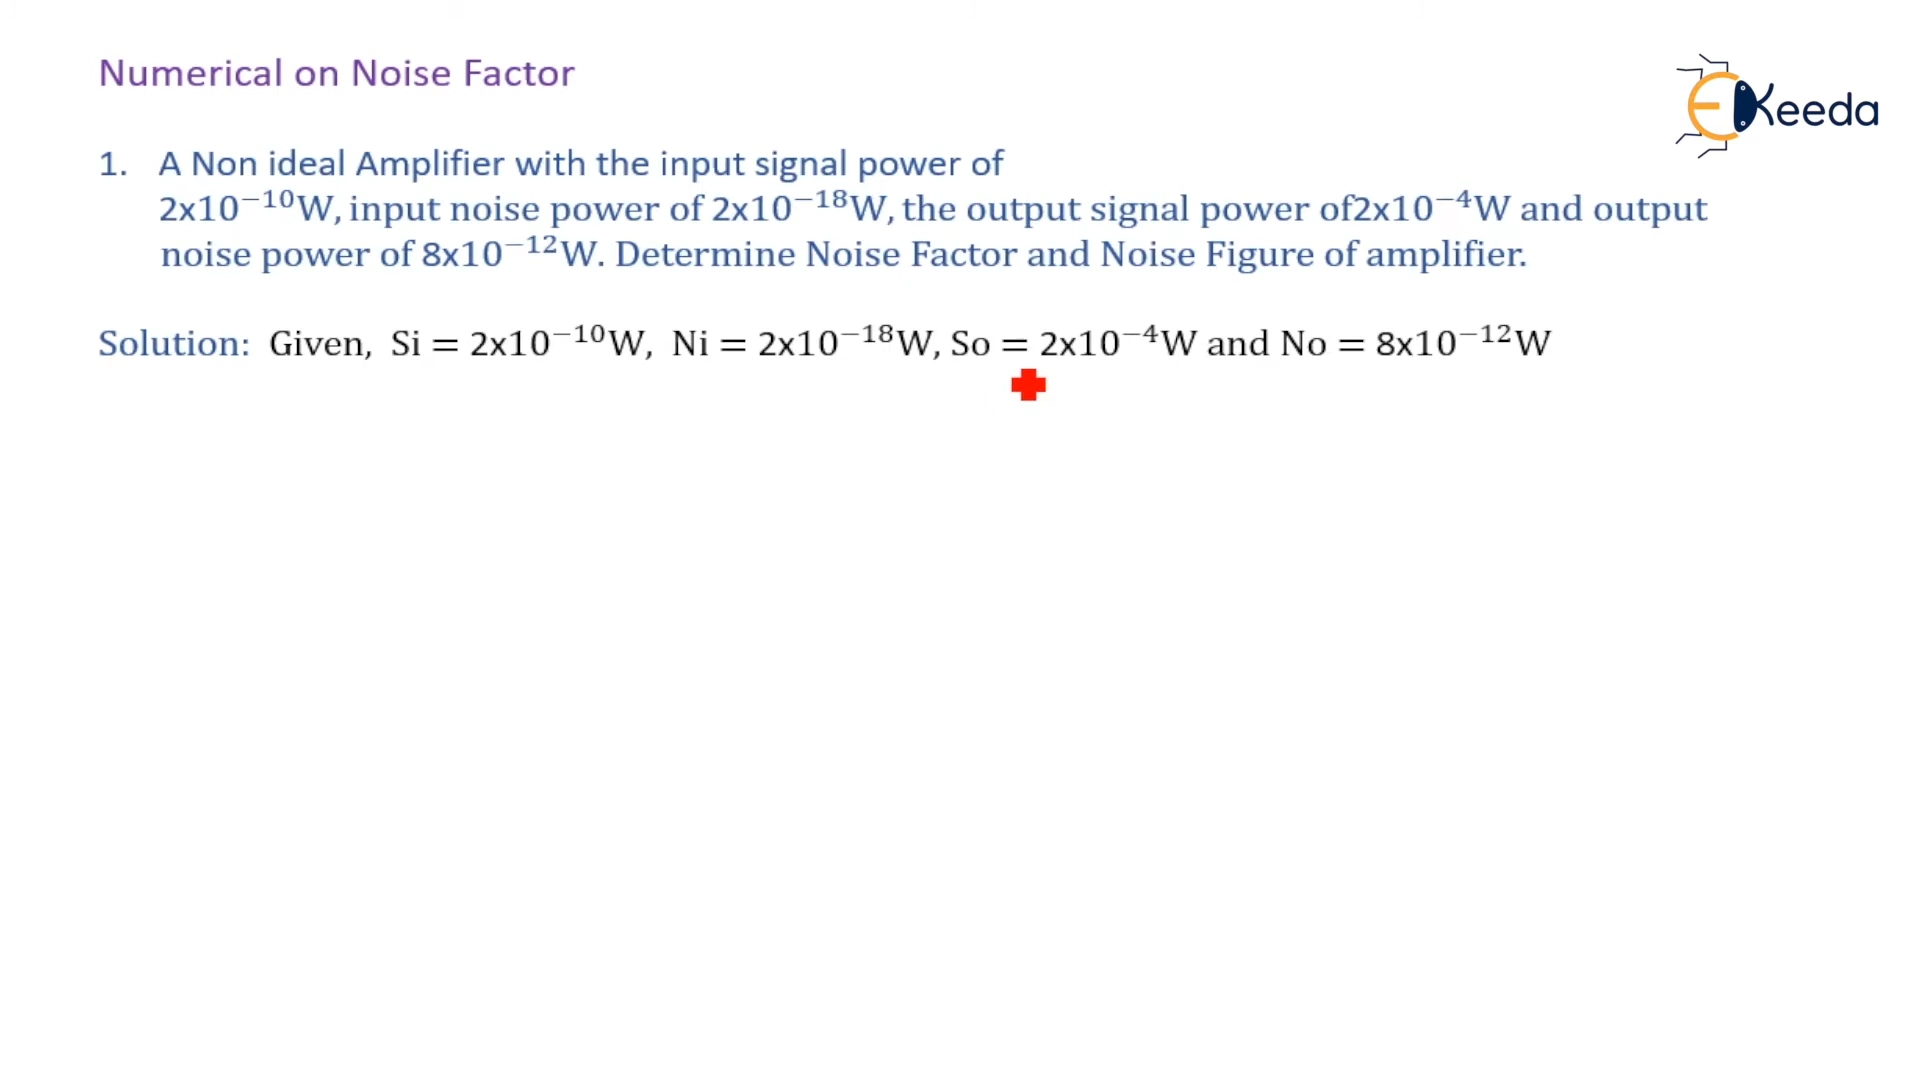 Numerical on Noise Factor
EKeeda
1. A Non ideal Amplifier with the input signal power of
2x10⁻¹⁰W, input noise power of 2x10⁻¹⁸W, the output signal power of2x10⁻⁴W and output
noise power of 8x10⁻¹²W. Determine Noise Factor and Noise Figure of amplifier.
Solution: Given, Si = 2x10⁻¹⁰W, Ni = 2x10⁻¹⁸W, So = 2x10⁻⁴W and No = 8x10⁻¹²W